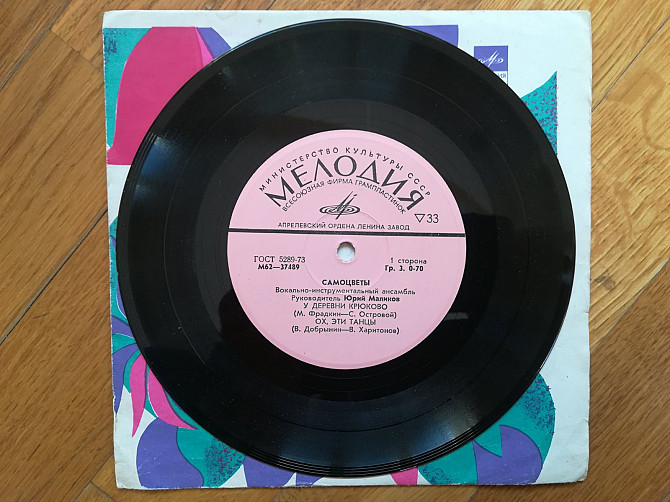 МИНИСТЕРСТВО КУЛЬТУРЫ СССР
МЕЛОДИЯ
ВСЕСОЮЗНАЯ ФИРМА ГРАМПЛАСТИНОК
▽33
АПРЕЛЕВСКИЙ ОРДЕНА ЛЕНИНА ЗАВОД
ГОСТ 5289-73
М62—37489
1 сторона
Гр. 3. 0-70
САМОЦВЕТЫ
Вокально-инструментальный ансамбль
Руководитель Юрий Маликов
У ДЕРЕВНИ КРЮКОВО
(М. Фрадкин—С. Островой)
ОХ, ЭТИ ТАНЦЫ
(В. Добрынин—В. Харитонов)